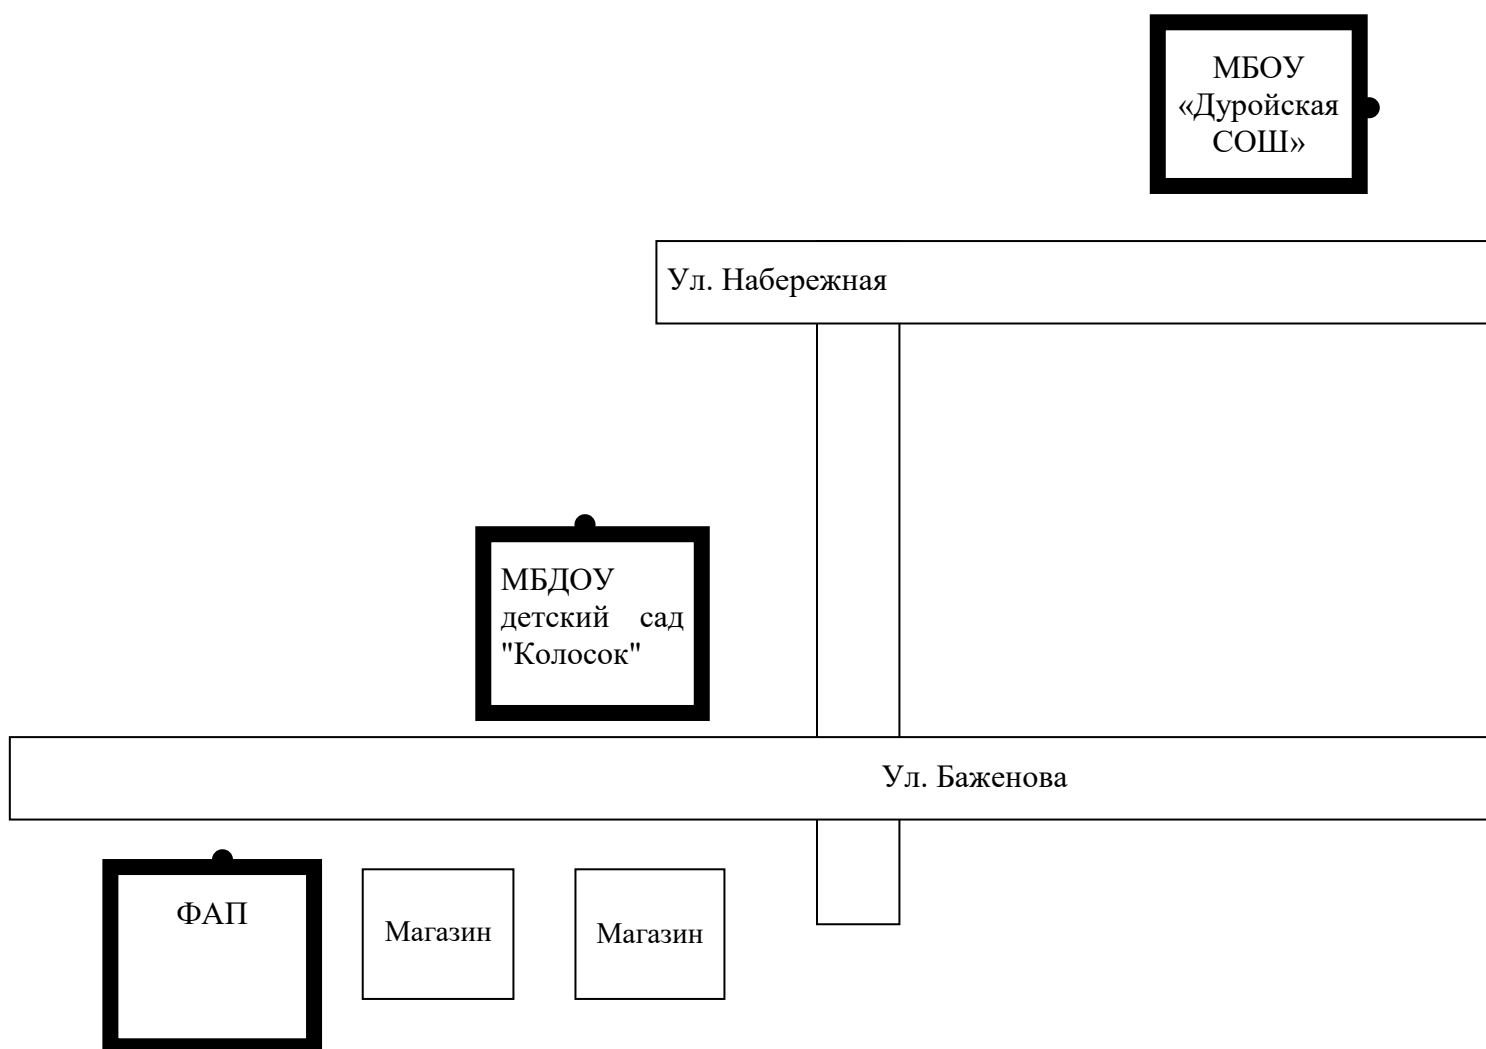 МБОУ
«Дуройская
СОШ»
Ул. Набережная
МБДОУ
детский сад
"Колосок"
Ул. Баженова
ФАП
Магазин
Магазин